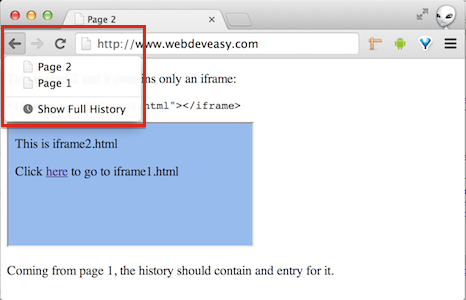 Page 2
http://www.webdeveasy.com
Page 2
Page 1
Show Full History
ins only an iframe:
html"></iframe>
This is iframe2.html
Click here to go to iframe1.html
Coming from page 1, the history should contain and entry for it.